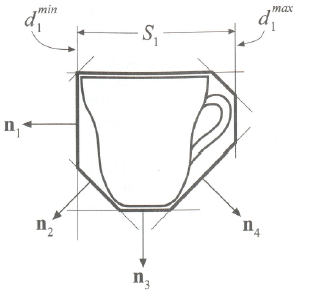 d₁ᵐⁱⁿ S₁ d₁ᵐᵃˣ
n₁
n₂ n₄
n₃